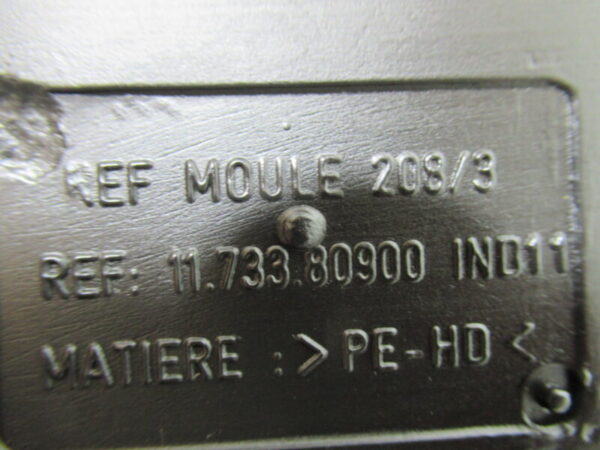 REF MOULE 208/3
REF: 11.733.80900 IND11
MATIERE : >PE-HD<